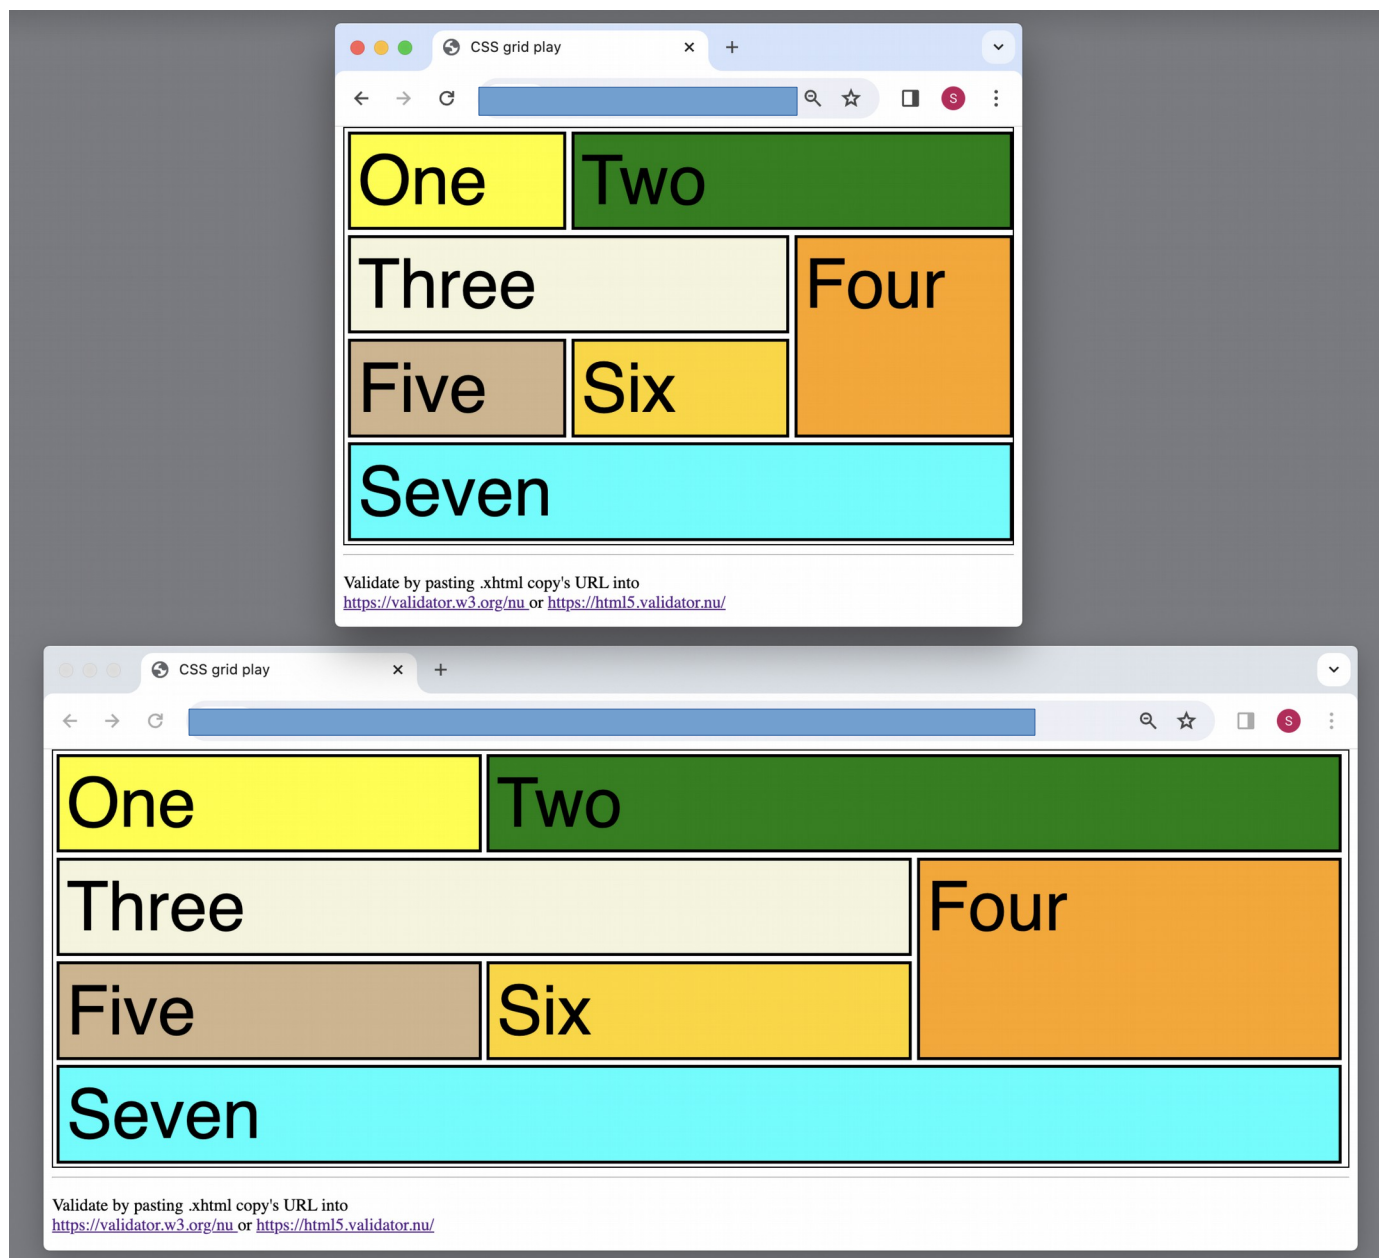 CSS grid play
S
One Two
Three Four
Five Six
Seven
Validate by pasting .xhtml copy's URL into
https://validator.w3.org/nu or https://html5.validator.nu/
CSS grid play
S
One Two
Three Four
Five Six
Seven
Validate by pasting .xhtml copy's URL into
https://validator.w3.org/nu or https://html5.validator.nu/